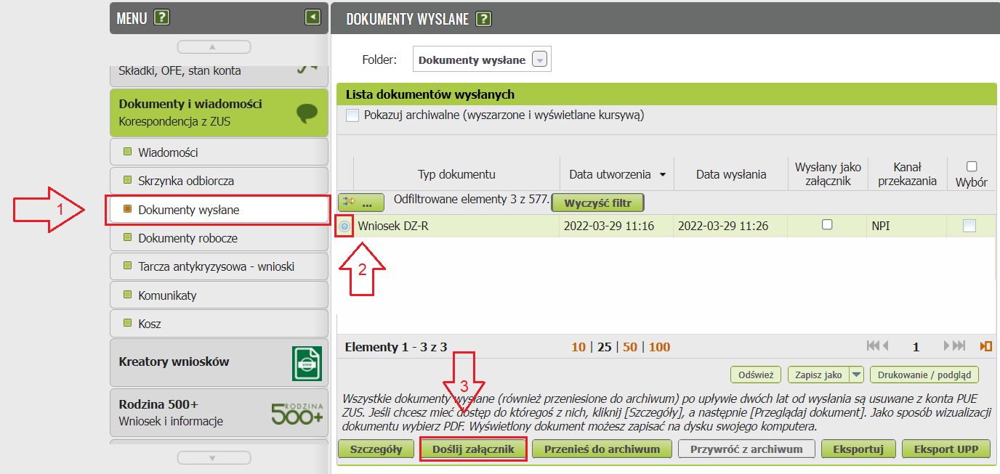 MENU ?
Składki, OFE, stan konta
Dokumenty i wiadomości
Korespondencja z ZUS
Wiadomości
Skrzynka odbiorcza
1
Dokumenty wysłane
Dokumenty robocze
Tarcza antykryzysowa - wnioski
Komunikaty
Kosz
Kreatory wniosków
Rodzina 500+
Wniosek i informacje
RODZINA
500+
DOKUMENTY WYSŁANE ?
Folder: Dokumenty wysłane
Lista dokumentów wysłanych
Pokazuj archiwalne (wyszarzone i wyświetlane kursywą)
Typ dokumentu Data utworzenia Data wysłania Wysłany jako załącznik Kanał przekazania Wybór
... Odfiltrowane elementy 3 z 577. Wyczyść filtr
Wniosek DZ-R 2022-03-29 11:16 2022-03-29 11:26 NPI
2
Elementy 1 - 3 z 3 10 | 25 | 50 | 100 1
Odśwież Zapisz jako Drukowanie / podgląd
3
Wszystkie dokumenty wysłane (również przeniesione do archiwum) po upływie dwóch lat od wysłania są usuwane z konta PUE
ZUS. Jeśli chcesz mieć dostęp do któregoś z nich, kliknij [Szczegóły], a następnie [Przeglądaj dokument]. Jako sposób wizualizacji
dokumentu wybierz PDF. Wyświetlony dokument możesz zapisać na dysku swojego komputera.
Szczegóły Doślij załącznik Przenieś do archiwum Przywróć z archiwum Eksportuj Eksport UPP